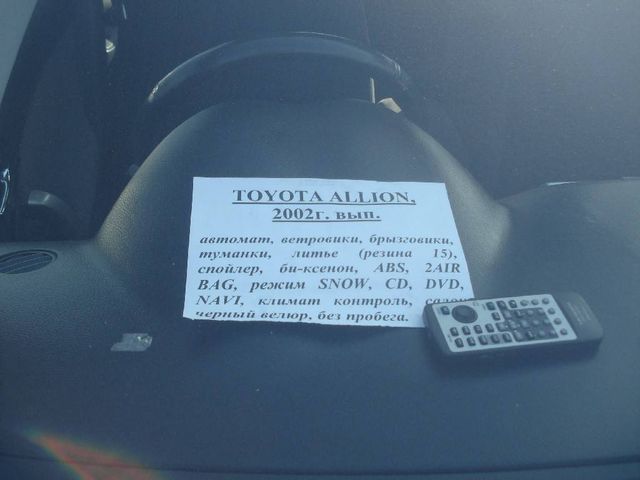 TOYOTA ALLION,
2002г. вып.
автомат, ветровики, брызговики,
туманки, литье (резина 15),
спойлер, би-ксенон, ABS, 2AIR
BAG, режим SNOW, CD, DVD,
NAVI, климат контроль, салон
черный велюр, без пробега.